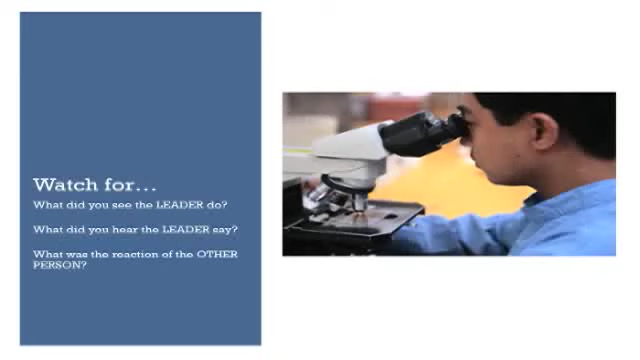 Watch for…
What did you see the LEADER do?
What did you hear the LEADER say?
What was the reaction of the OTHER
PERSON?